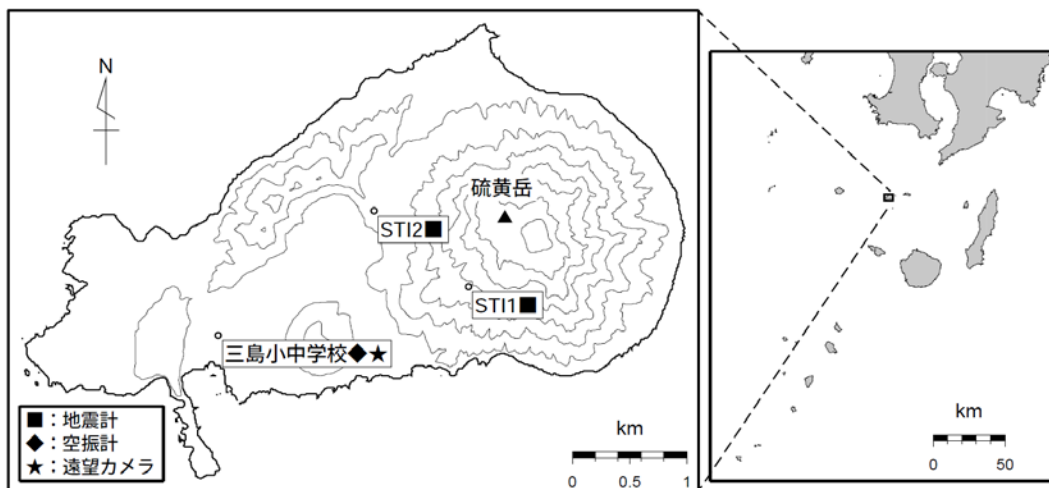 N
硫黄岳
STI2■
STI1■
三島小中学校◆★
■：地震計
◆：空振計
★：遠望カメラ
km
0 0.5 1
km
0 50